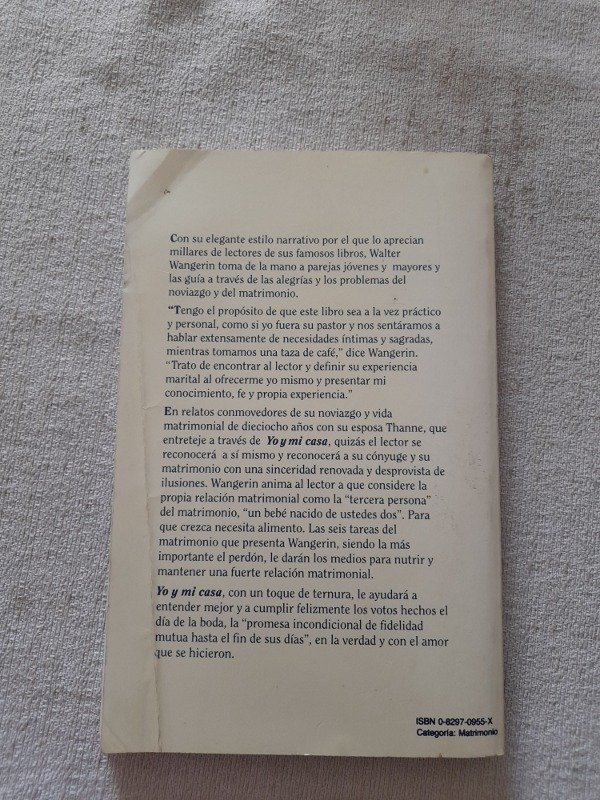 Con su elegante estilo narrativo por el que lo aprecian
millares de lectores de sus famosos libros, Walter
Wangerin toma de la mano a parejas jóvenes y mayores y
las guía a través de las alegrías y los problemas del
noviazgo y del matrimonio.
"Tengo el propósito de que este libro sea a la vez práctico
y personal, como si yo fuera su pastor y nos sentáramos a
hablar extensamente de necesidades íntimas y sagradas,
mientras tomamos una taza de café," dice Wangerin.
"Trato de encontrar al lector y definir su experiencia
marital al ofrecerme yo mismo y presentar mi
conocimiento, fe y propia experiencia."
En relatos conmovedores de su noviazgo y vida
matrimonial de dieciocho años con su esposa Thanne, que
entreteje a través de Yo y mi casa, quizás el lector se
reconocerá a sí mismo y reconocerá a su cónyuge y su
matrimonio con una sinceridad renovada y desprovista de
ilusiones. Wangerin anima al lector a que considere la
propia relación matrimonial como la "tercera persona"
del matrimonio, "un bebé nacido de ustedes dos". Para
que crezca necesita alimento. Las seis tareas del
matrimonio que presenta Wangerin, siendo la más
importante el perdón, le darán los medios para nutrir y
mantener una fuerte relación matrimonial.
Yo y mi casa, con un toque de ternura, le ayudará a
entender mejor y a cumplir felizmente los votos hechos el
día de la boda, la "promesa incondicional de fidelidad
mutua hasta el fin de sus días", en la verdad y con el amor
que se hicieron.
ISBN 0-8297-0955-X
Categoría: Matrimonio